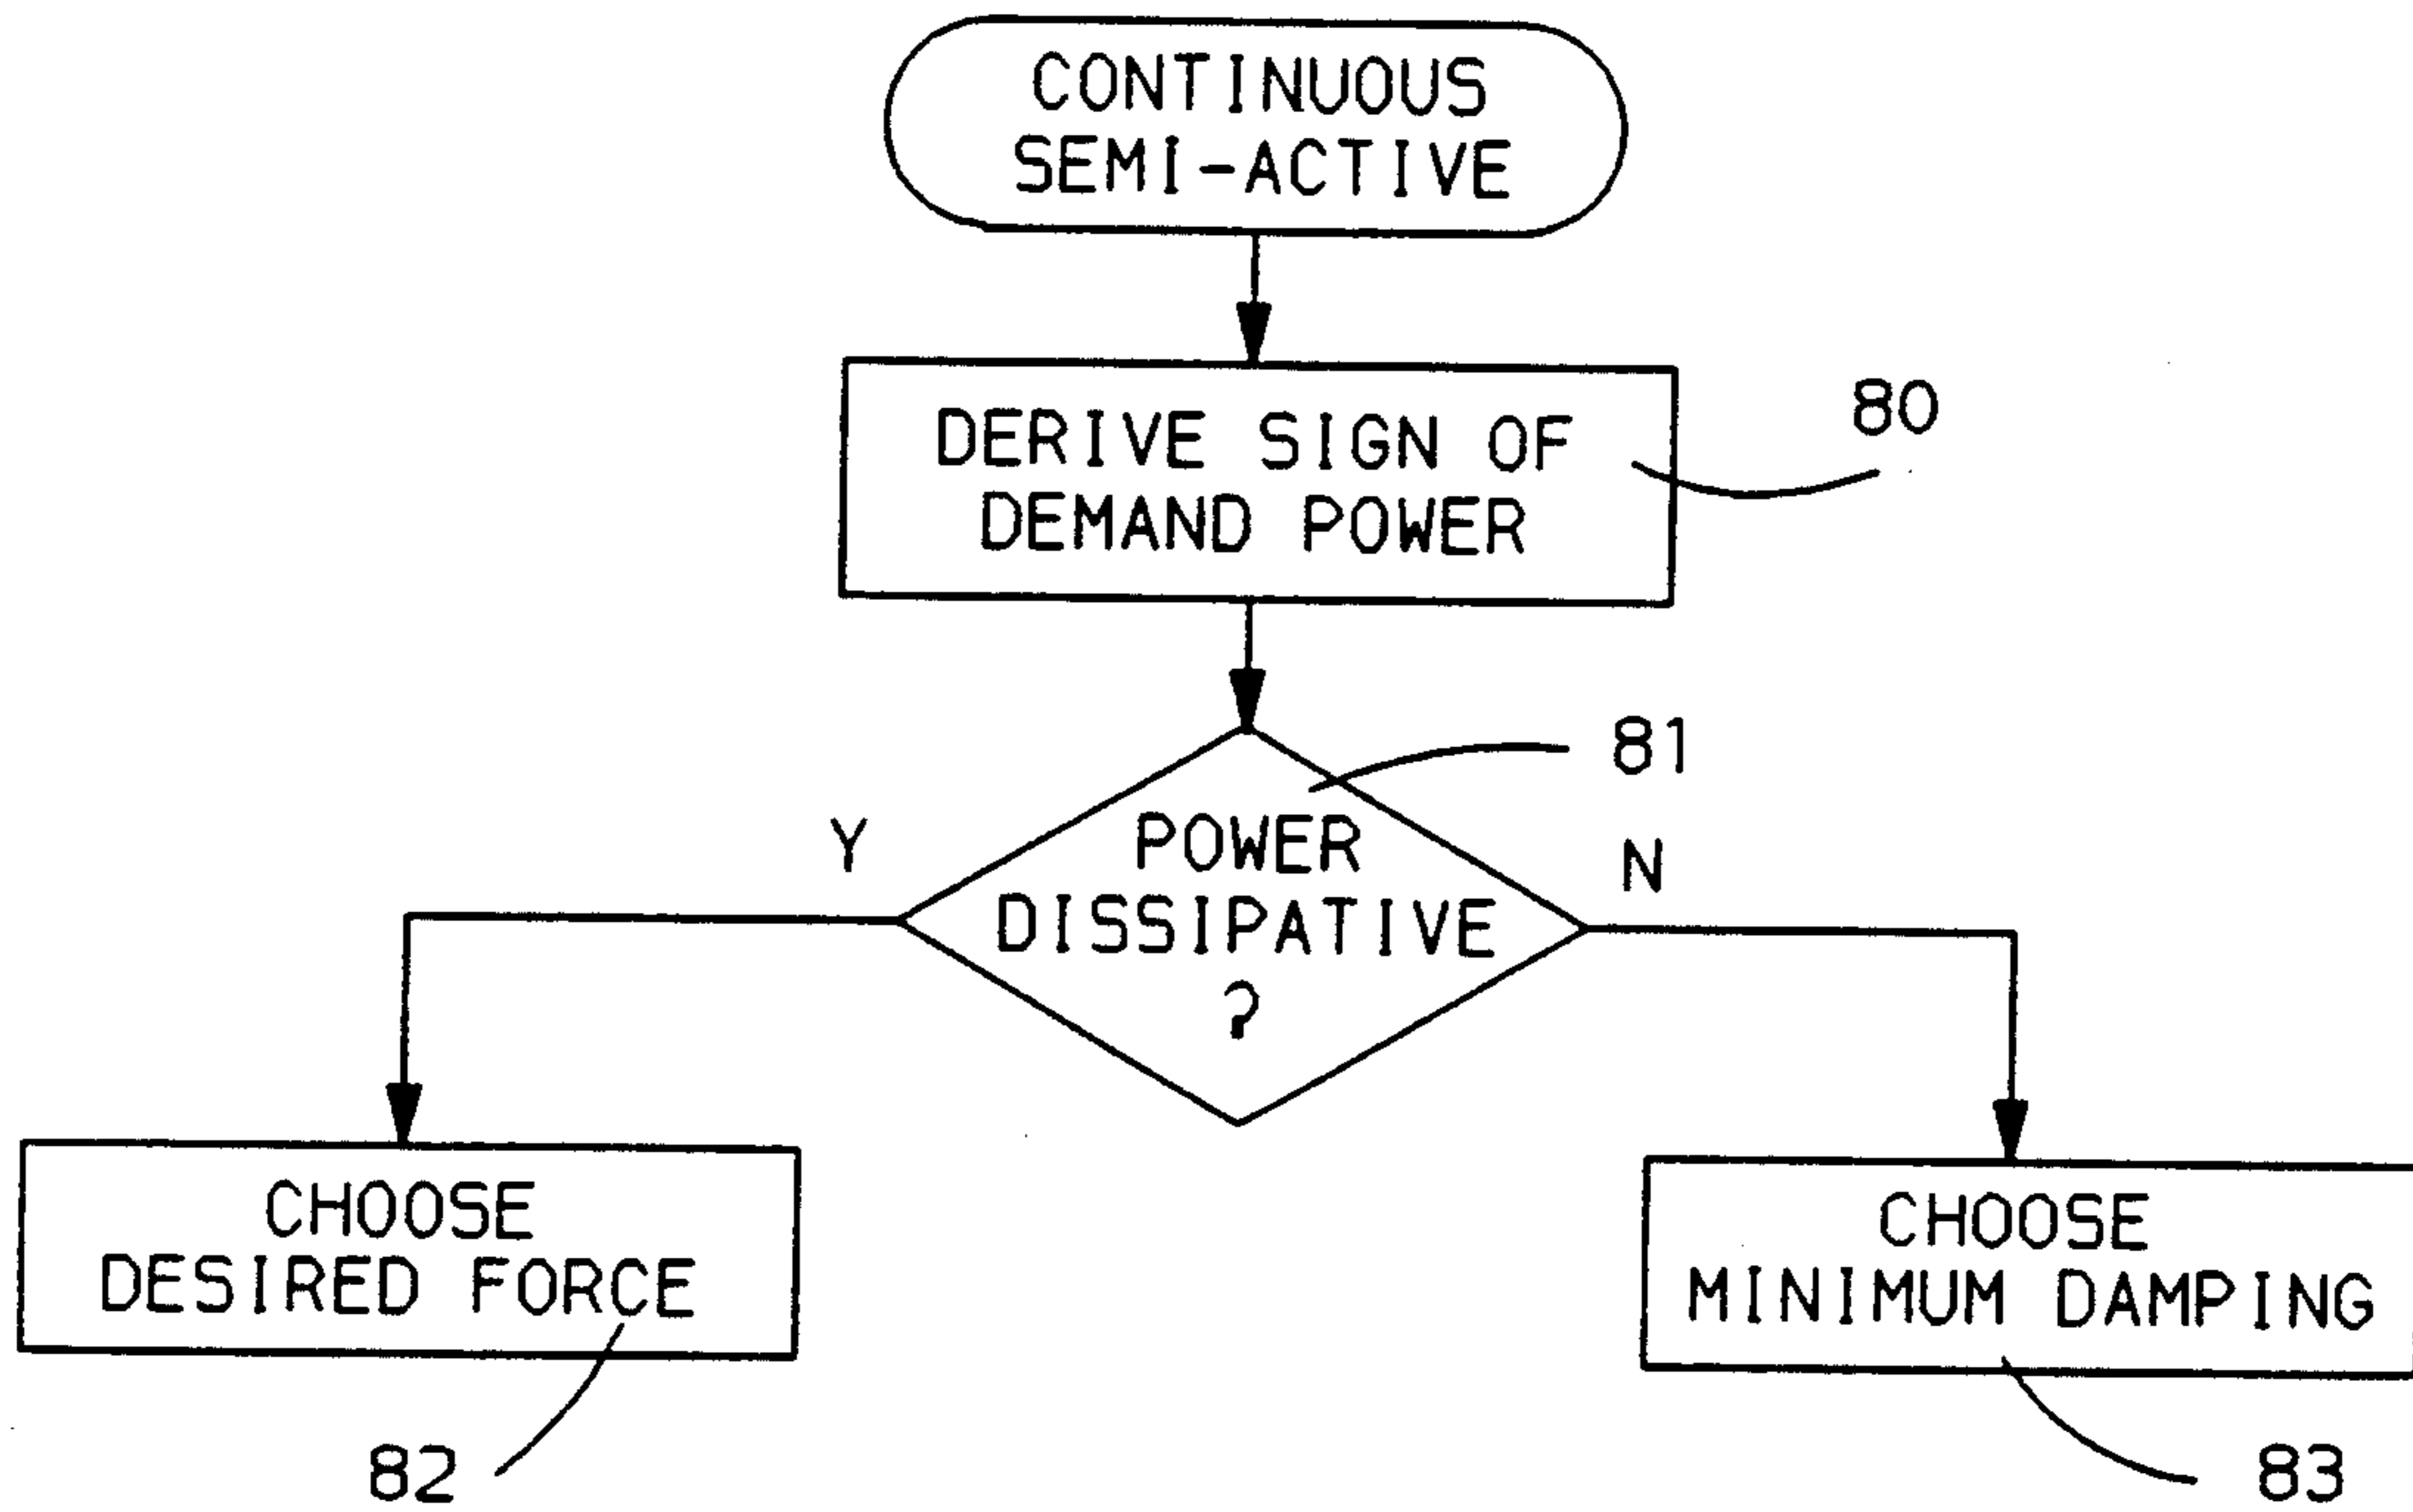 CONTINUOUS
SEMI-ACTIVE
DERIVE SIGN OF
DEMAND POWER
80
81
Y
N
POWER
DISSIPATIVE
?
CHOOSE
DESIRED FORCE
CHOOSE
MINIMUM DAMPING
82
83